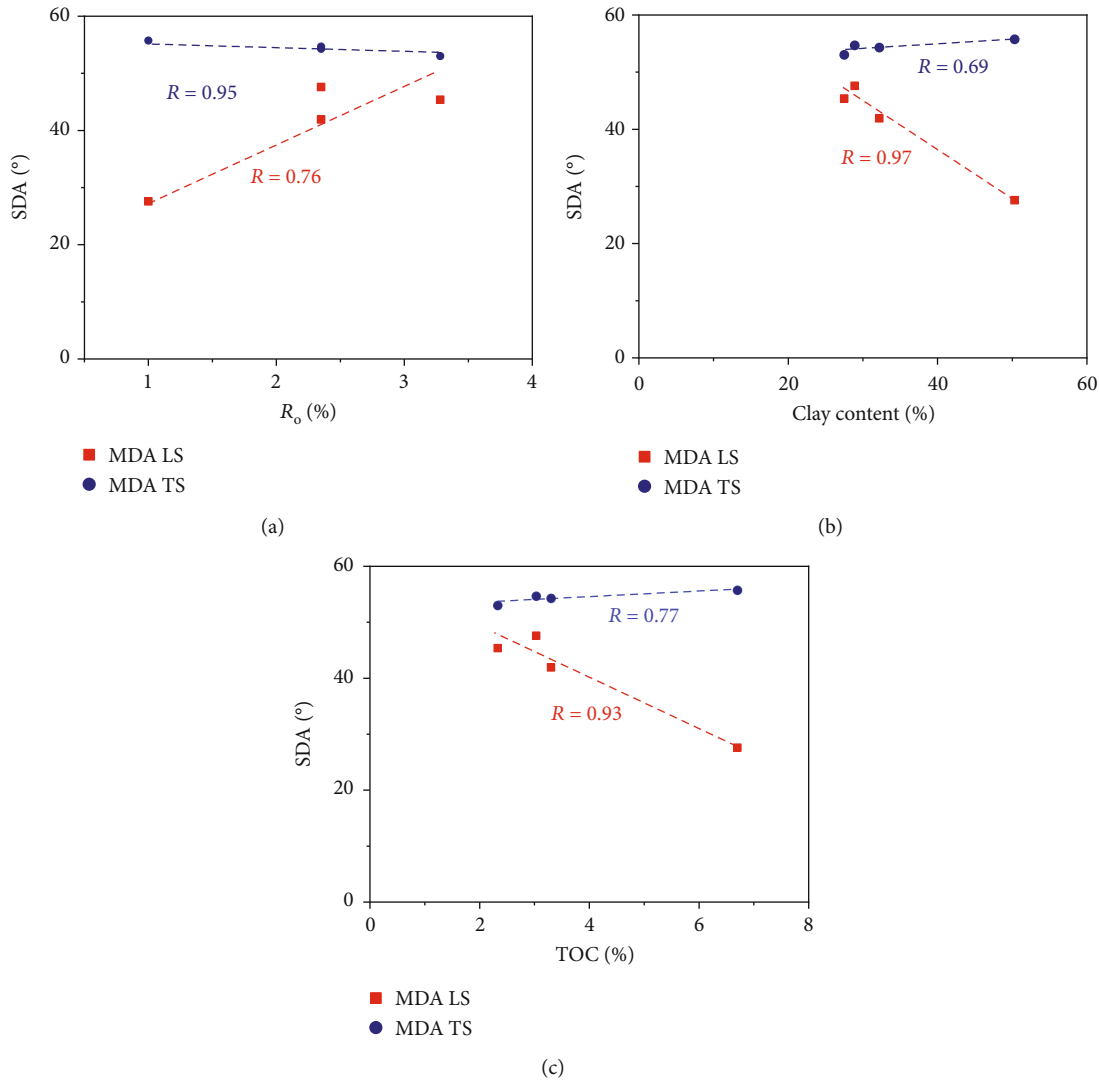 60
40
20
0
SDA (°)
R = 0.95
R = 0.76
1
2
3
4
Rₒ (%)
MDA LS
MDA TS
(a)
60
40
20
0
SDA (°)
R = 0.69
R = 0.97
0
20
40
60
Clay content (%)
MDA LS
MDA TS
(b)
60
40
20
0
SDA (°)
R = 0.77
R = 0.93
0
2
4
6
8
TOC (%)
MDA LS
MDA TS
(c)